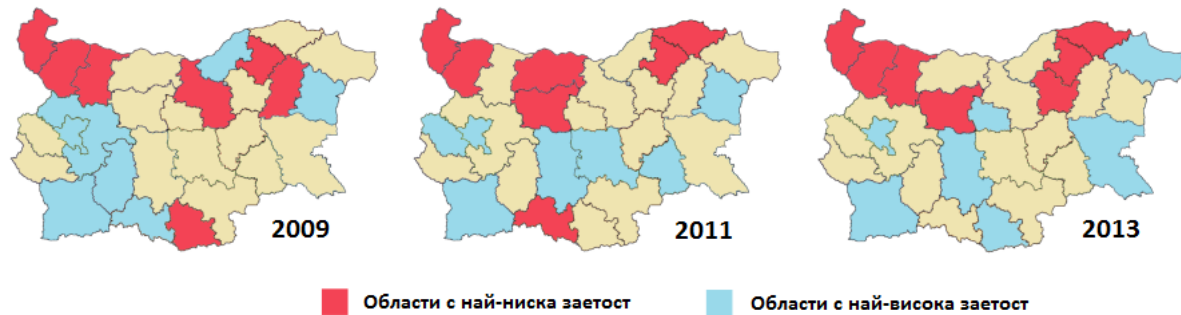 2009
2011
2013
Области с най-ниска заетост
Области с най-висока заетост